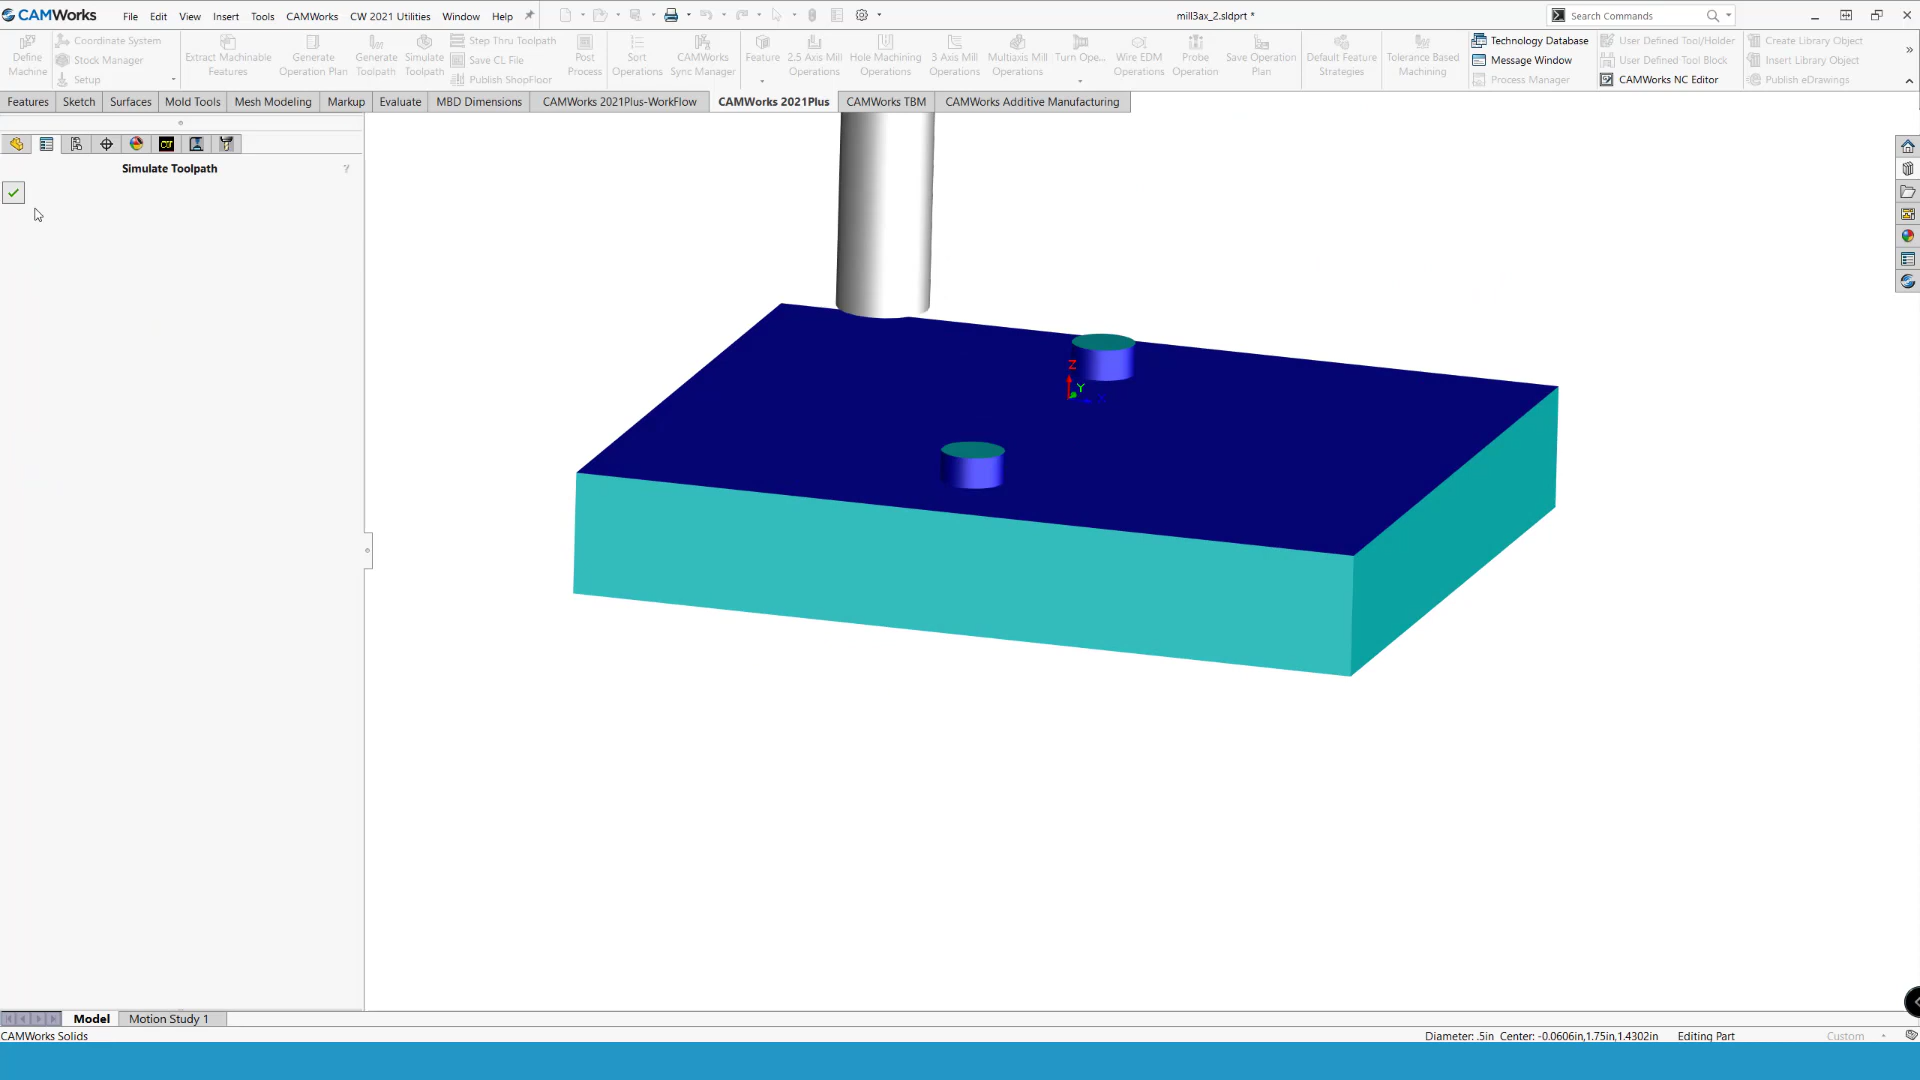 CAMWorks File Edit View Insert Tools CAMWorks CW 2021 Utilities Window Help mill3ax_2.sldprt * Search Commands
Define Machine
Coordinate System
Stock Manager
Setup
Extract Machinable Features
Generate Operation Plan
Generate Toolpath
Simulate Toolpath
Step Thru Toolpath
Save CL File
Publish ShopFloor
Post Process
Sort Operations
CAMWorks Sync Manager
Feature
2.5 Axis Mill Operations
Hole Machining Operations
3 Axis Mill Operations
Multiaxis Mill Operations
Turn Ope...
Wire EDM Operations
Probe Operation
Save Operation Plan
Default Feature Strategies
Tolerance Based Machining
Technology Database
Message Window
Process Manager
User Defined Tool/Holder
User Defined Tool Block
CAMWorks NC Editor
Create Library Object
Insert Library Object
Publish eDrawings
Features Sketch Surfaces Mold Tools Mesh Modeling Markup Evaluate MBD Dimensions CAMWorks 2021Plus-WorkFlow CAMWorks 2021Plus CAMWorks TBM CAMWorks Additive Manufacturing
Simulate Toolpath ?
Z
Y
X
Model Motion Study 1
CAMWorks Solids Diameter: .5in Center: -0.0606in,1.75in,1.4302in Editing Part Custom